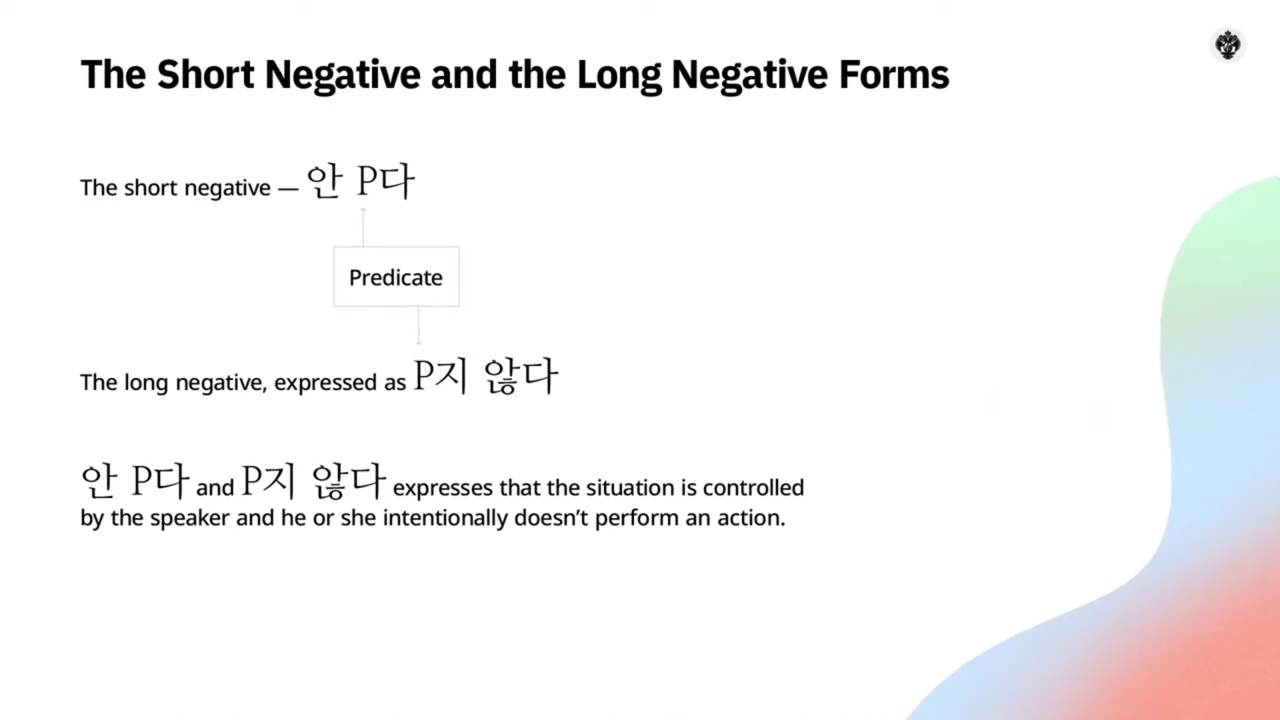 The Short Negative and the Long Negative Forms
The short negative — 안 P다
Predicate
The long negative, expressed as P지 않다
안 P다 and P지 않다 expresses that the situation is controlled
by the speaker and he or she intentionally doesn’t perform an action.